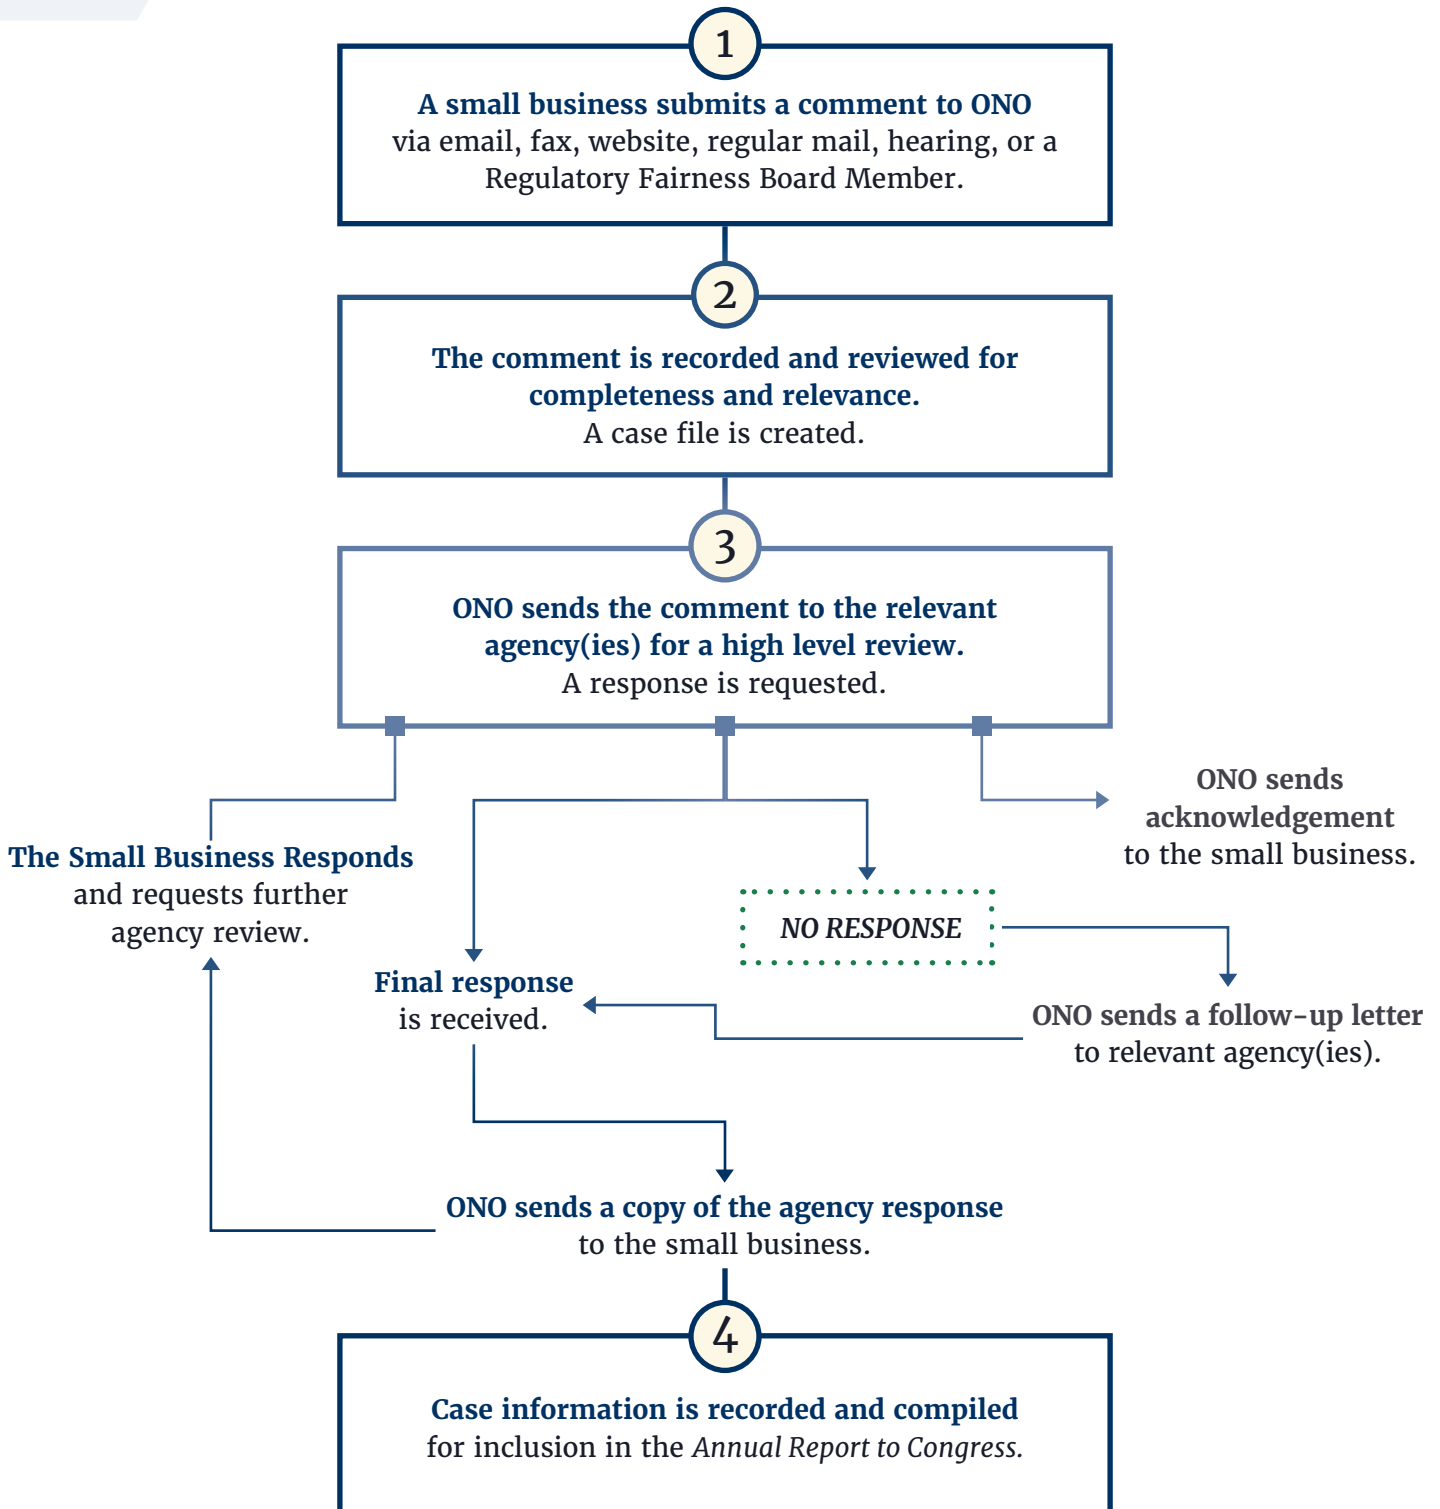 1
A small business submits a comment to ONO
via email, fax, website, regular mail, hearing, or a
Regulatory Fairness Board Member.
2
The comment is recorded and reviewed for
completeness and relevance.
A case file is created.
3
ONO sends the comment to the relevant
agency(ies) for a high level review.
A response is requested.
ONO sends
acknowledgement
to the small business.
The Small Business Responds
and requests further
agency review.
NO RESPONSE
Final response
is received.
ONO sends a follow-up letter
to relevant agency(ies).
ONO sends a copy of the agency response
to the small business.
4
Case information is recorded and compiled
for inclusion in the Annual Report to Congress.